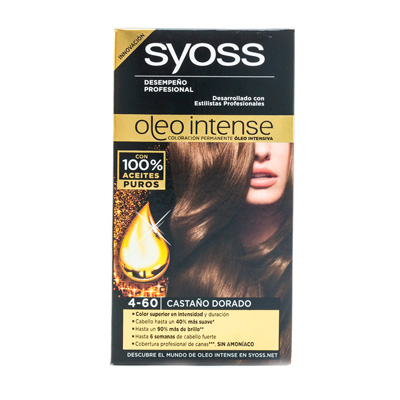 INNOVACIÓN
syoss
DESEMPEÑO
PROFESIONAL
Desarrollado con
Estilistas Profesionales
oleo intense
COLORACIÓN PERMANENTE ÓLEO INTENSIVA
CON
100%
ACEITES
PUROS
4-60 CASTAÑO DORADO
• Color superior en intensidad y duración
• Cabello hasta un 40% más suave*
• Hasta un 90% más de brillo**
• Hasta 6 semanas de cabello fuerte
• Cobertura profesional de canas*** SIN AMONÍACO
DESCUBRE EL MUNDO DE OLEO INTENSE EN SYOSS.NET